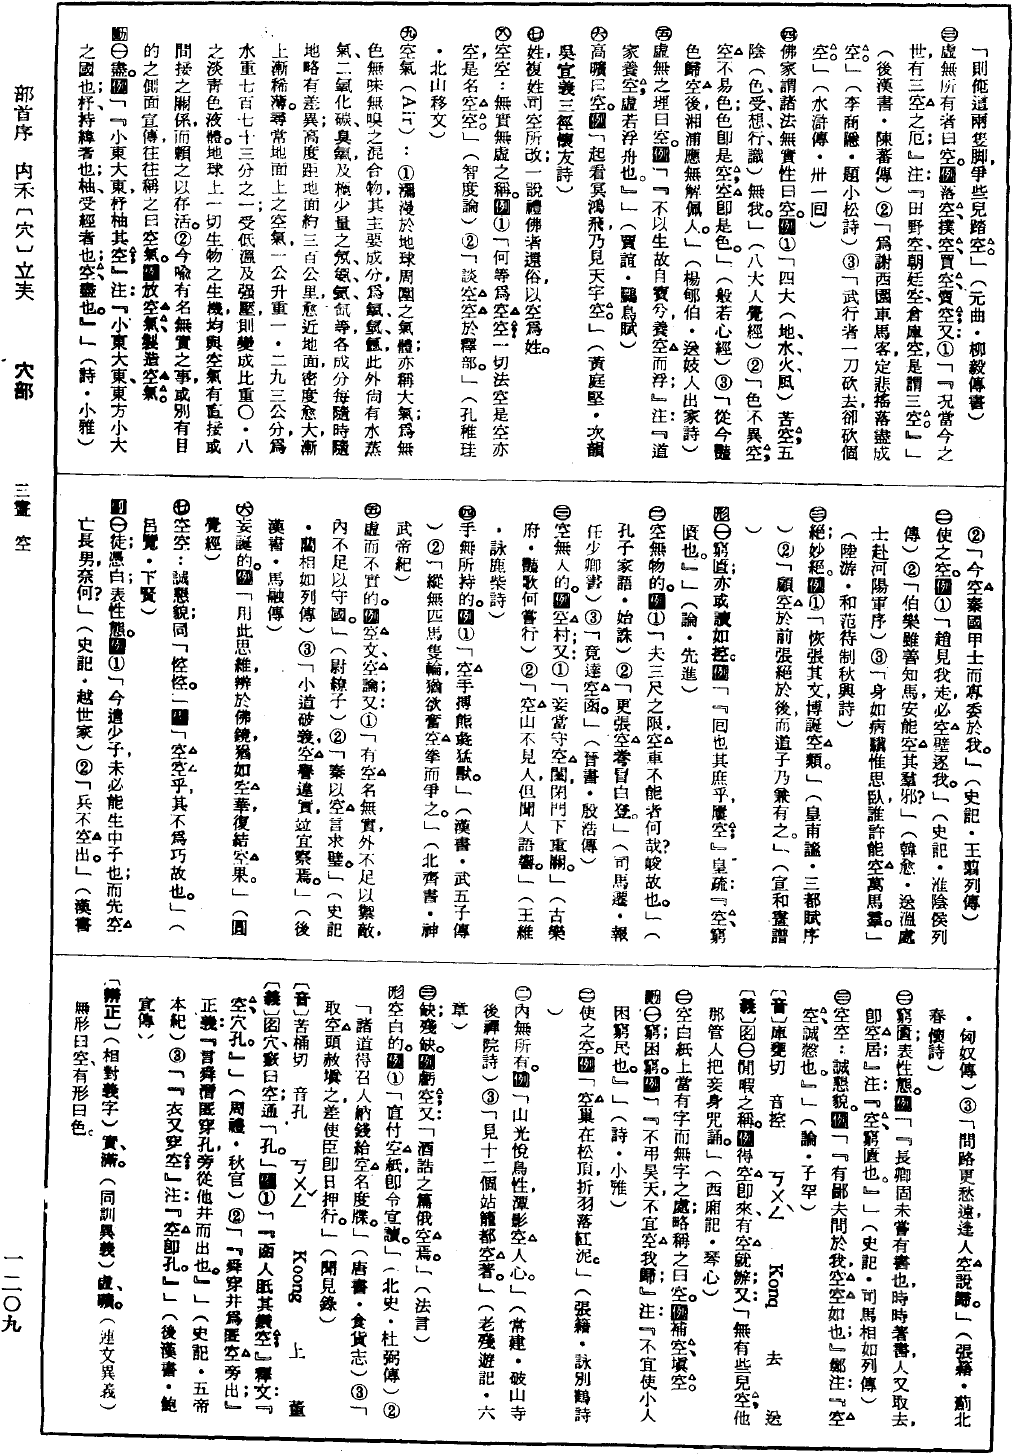 部首序 內禾〔穴〕立夫 穴部 三畫 空 一二〇九
「則俺這兩隻脚，爭些兒踏空。」（元曲・柳毅傳書）
㊂虛無所有者曰空。例落空、撲空、買空、賣空；又①「『況當今之
世，有三空之厄』注：『田野空，朝廷空，倉庫空，是謂三空。』」
（後漢書・陳蕃傳）②「爲謝西園車馬客，定悲搖落盡成
空。」（李商隱・題小松詩）③「武行者一刀砍去，卻砍個
空。」（水滸傳・卅一回）
㊃佛家謂諸法無實性曰空。例①「四大（地、水、火、風）苦空；五
陰（色、受、想、行、識）無我。」（八大人覺經）②「色不異空，
空不易色；色卽是空，空卽是色。」（般若心經）③「從今豔
色歸空後，湘浦應無解佩人。」（楊郇伯・送妓人出家詩）
㊄虛無之理曰空。例「『不以生故自寶兮，養空而浮』注：『道
家養空，虛若浮舟也。』」（賈誼・鵩鳥賦）
㊅高曠曰空。例「起看冥鴻飛，乃見天宇空。」（黃庭堅・次韻
吳宣義三徑懷友詩）
㊆姓，複姓司空所改；一說禮佛者還俗，以空爲姓。
㊇空空：無實無虛之稱。例①「何等爲空空？一切法空，是空亦
空，是名空空。」（智度論）②「談空空於釋部。」（孔稚珪
・北山移文）
㊈空氣（Air）：①瀰漫於地球周圍之氣體，亦稱大氣；爲無
色無味無嗅之混合物，其主要成分爲氧、氮，此外尙有水蒸
氣、二氧化碳、臭氧及極少量之氖、氦、氪、氙等；各成分每隨時隨
地略有差異；高度距地面約三百公里，愈近地面密度愈大，漸
上漸稀薄。尋常地面上之空氣，一公升重一・二九三公分，爲
水重七百七十三分之一，受低溫及强壓，則變成比重〇・八
之淡青色液體。地球上一切生物之生機，均與空氣有直接或
間接之關係而賴之以存活。②今喩有名無實之事，或別有目
的之側面宣傳，往往稱之曰空氣。例放空氣、製造空氣。
動㊀盡。例「『小東大東，杼柚其空』注：『小東大東，東方小大
之國也；杼，持緯者也；柚，受經者也；空，盡也。』」（詩・小雅）
②「今空秦國甲士而專委於我。」（史記・王翦列傳）
㊁使之空。例①「趙見我走，必空壁逐我。」（史記・淮陰侯列
傳）②「伯樂雖善知馬，安能空其羣邪？」（韓愈・送溫處
士赴河陽軍序）③「身如病驥惟思臥，誰許能空萬馬羣。」
（陸游・和范待制秋興詩）
㊂絕妙絕。例①「恢張其文，博誕空類。」（皇甫謐・三都賦序
）②「顧空於前，張絕於後，而道子乃兼有之。」（宣和畫譜
）
形㊀窮匱，亦或讀如控。例「『回也其庶乎，屢空』皇疏：『空，窮
匱也。』」（論・先進）
㊁空無物的。例①「夫三尺之限，空車不能者，何哉？峻故也。」（
孔子家語・始誅）②「更張空弮，冒白登。」（司馬遷・報
任少卿書）③「竟達空函。」（晉書・殷浩傳）
㊂空無人的。例空村；又①「妾當守空閨，閉門下重關。」（古樂
府・豔歌何嘗行）②「空山不見人，但聞人語響。」（王維
・詠鹿柴詩）
㊃手無所持的。例①「空手搏熊彘猛獸。」（漢書・武五子傳
）②「縱無匹馬隻輪，猶欲奮空拳而爭之。」（北齊書・神
武帝紀）
㊄虛而不實的。例空文、空論；又①「有空名無實，外不足以禦敵，
內不足以守國。」（尉繚子）②「秦以空言求璧。」（史記
・藺相如列傳）③「小道破義，空譽違實，竝宜察焉。」（後
漢書・馬融傳）
㊅妄誕的。例「用此思維，辨於佛鏡，猶如空華，復結空果。」（圓
覺經）
㊆空空：誠懇貌，同「悾悾。」例「空空乎其不爲巧故也。」（
呂覽・下賢）
副㊀徒；憑白；表性態。例①「今遣少子，未必能生中子也；而先空
亡長男，奈何？」（史記・越世家）②「兵不空出。」（漢書
・匈奴傳）③「問路更愁遠，逢人空說歸。」（張籍・薊北
春懷詩）
㊁窮匱，表性態。例「『長卿固未嘗有書也，時時著書，人又取去，
卽空居』注：『空，窮匱也。』」（史記・司馬相如列傳）
㊂空空：誠懇貌。例「『有鄙夫問於我，空空如也』鄭注：『空
空，誠慤也。』」（論・子罕）
〔音〕庫甕切 音控 ㄎㄨㄥˋ Konq 去 送
〔義〕名㊀閒暇之稱。例得空卽來、有空就辦；又「無有些兒空，他
那管人把妾身咒誦。」（西廂記・琴心）
㊁空白，紙上當有字而無字之處略稱之曰空。例補空、填空。
動㊀窮；困窮。例「『不弔昊天，不宜空我歸』注：『不宜使小人
困窮尺也。』」（詩・小雅）
㊁使之空。例「空巢在松頂，折羽落紅泥。」（張籍・詠別鶴詩
）
㊂內無所有。例①「山光悅鳥性，潭影空人心。」（常建・破山寺
後禪院詩）③「見十二個站籠都空著。」（老殘遊記・六
章）
㊂缺；殘缺。例虧空；又「酒誥之篇俄空焉。」（法言）
形空白的。例①「宜付空紙，卽令宣讀。」（北史・杜弼傳）②
「諸道得召人納錢，給空名度牒。」（唐書・食貨志）③「
取空頭敕塡之，差使臣卽日押行。」（聞見錄）
〔音〕苦桶切 音孔 ㄎㄨㄥˇ Koong 上 董
〔義〕名穴；竅曰空；通「孔。」例①「『函人眂其鑽空』釋文：『
空，穴孔。』」（周禮・秋官）②「『舜穿井爲匿空旁出』
正義：『言舜潛匿穿孔，旁從他井而出也。』」（史記・五帝
本紀）③「『衣又穿空』注：『空卽孔。』」（後漢書・鮑
宣傳）
〔辨正〕（相對義字）實、滿。（同訓異義）虛、曠。（連文異義）
無形曰空，有形曰色。